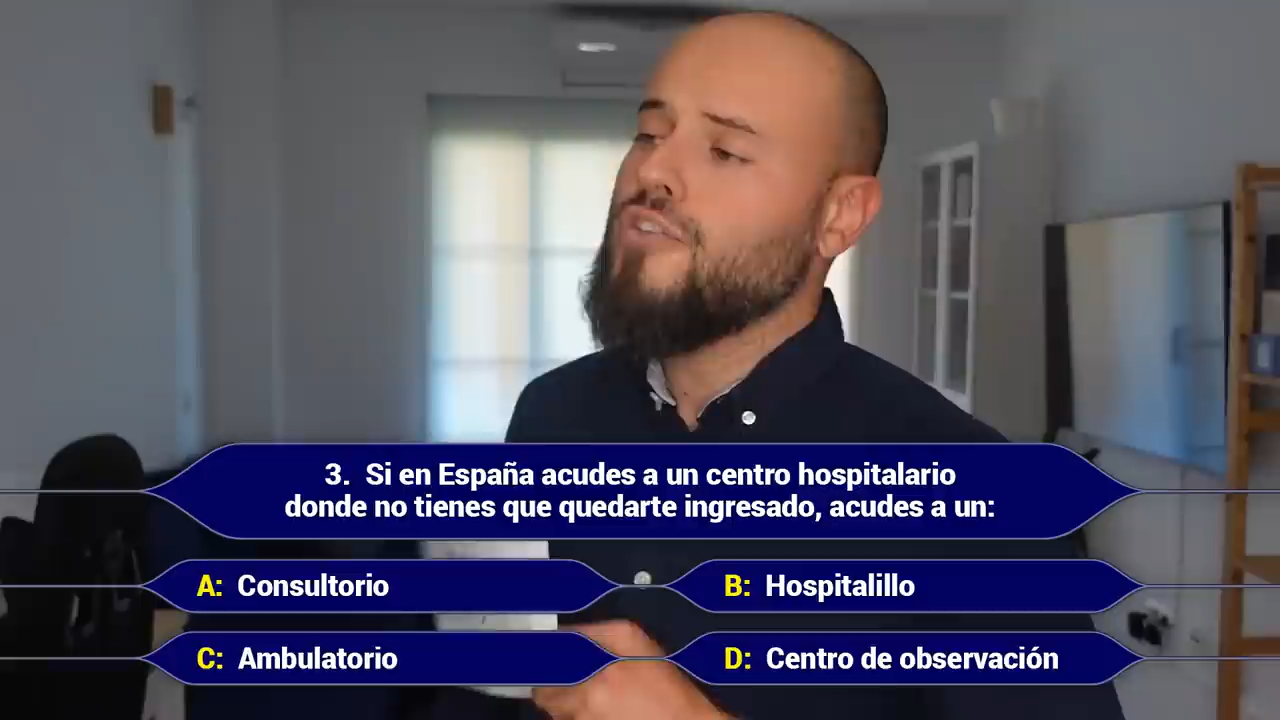 3. Si en España acudes a un centro hospitalario
donde no tienes que quedarte ingresado, acudes a un:
A: Consultorio
B: Hospitalillo
C: Ambulatorio
D: Centro de observación